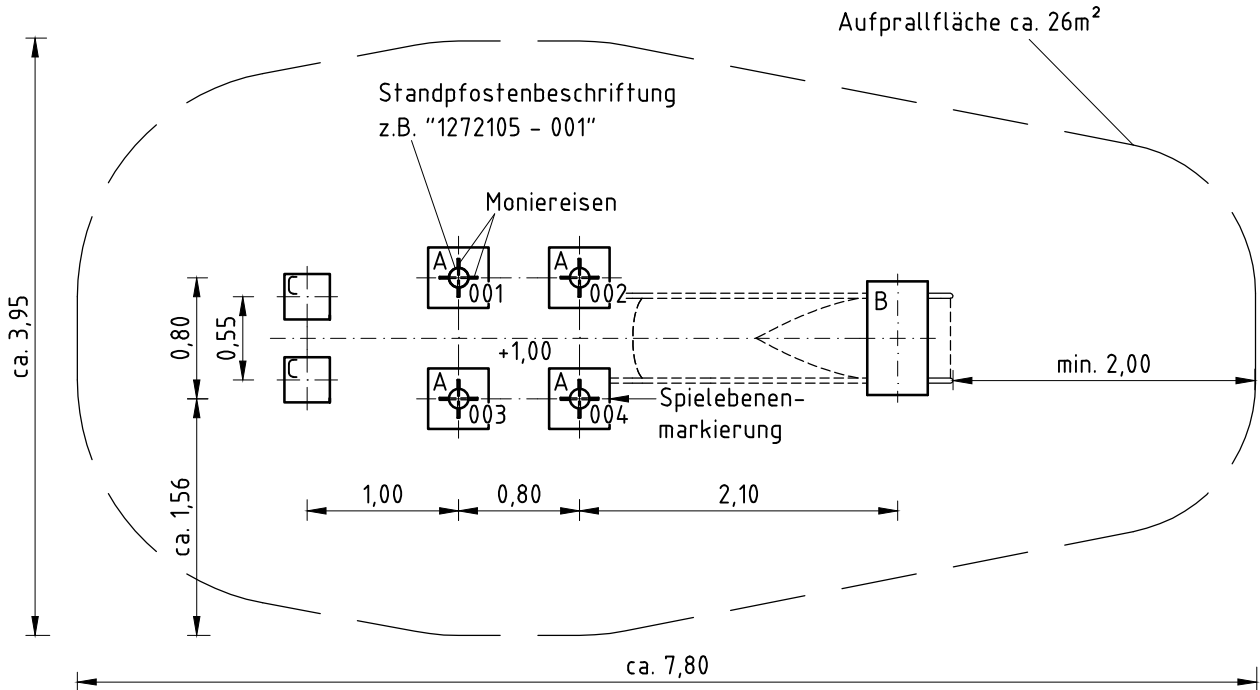 Aufprallfläche ca. 26m²
Standpfostenbeschriftung
z.B. "1272105 - 001"
Moniereisen
A
001
A
002
C
C
B
ca. 3,95
0,80
0,55
+1,00
min. 2,00
A
003
A
004
Spielebenen-
markierung
ca. 1,56
1,00
0,80
2,10
ca. 7,80